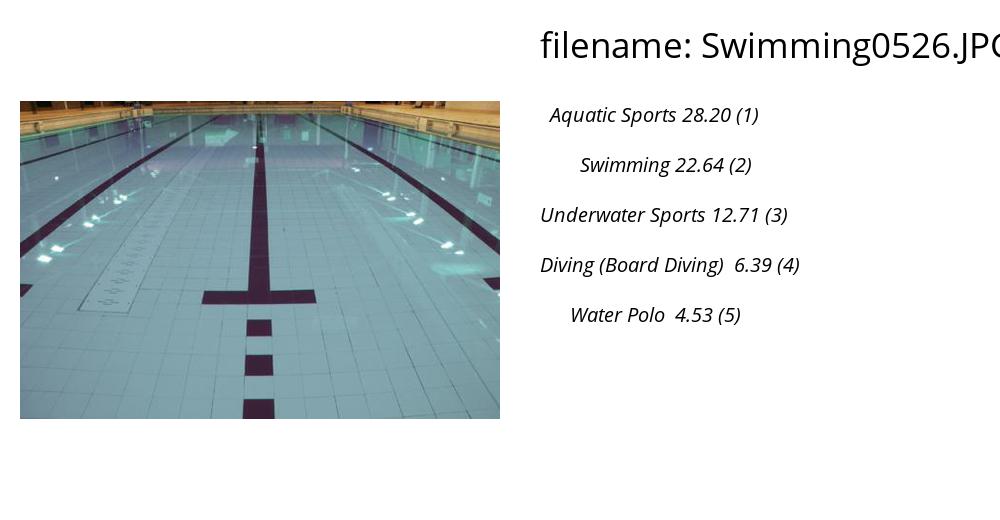 filename: Swimming0526.JPG
Aquatic Sports 28.20 (1)
Swimming 22.64 (2)
Underwater Sports 12.71 (3)
Diving (Board Diving) 6.39 (4)
Water Polo 4.53 (5)